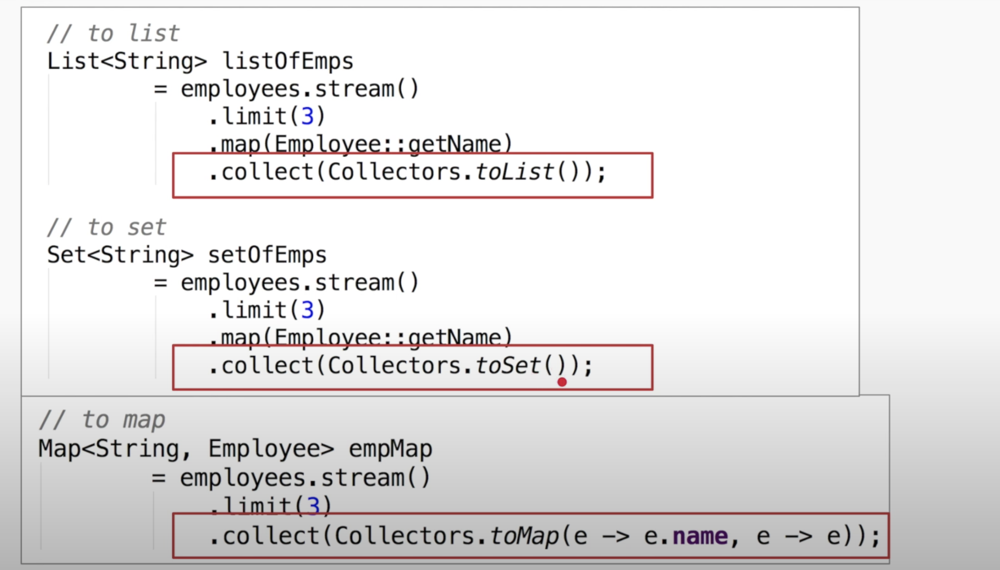 // to list
List<String> listOfEmps
= employees.stream()
.limit(3)
.map(Employee::getName)
.collect(Collectors.toList());
// to set
Set<String> setOfEmps
= employees.stream()
.limit(3)
.map(Employee::getName)
.collect(Collectors.toSet());
// to map
Map<String, Employee> empMap
= employees.stream()
.limit(3)
.collect(Collectors.toMap(e -> e.name, e -> e));